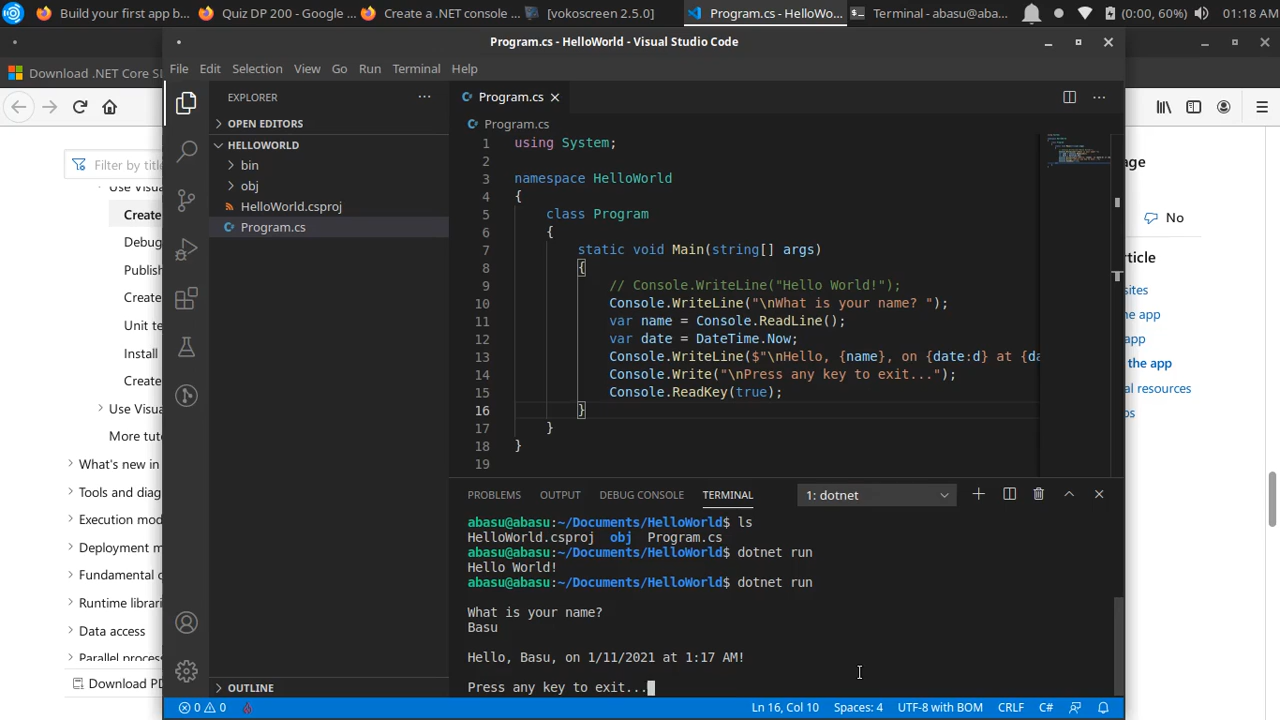 Build your first app b...
Quiz DP 200 - Google ...
Create a .NET console ...
[vokoscreen 2.5.0]
Program.cs - HelloWo...
Terminal - abasu@aba...
(0:00, 60%)
01:18 AM
Program.cs - HelloWorld - Visual Studio Code
Download .NET Core
File Edit Selection View Go Run Terminal Help
EXPLORER
Program.cs
OPEN EDITORS
Program.cs
HELLOWORLD
bin
obj
HelloWorld.csproj
Program.cs
1 using System;
2
3 namespace HelloWorld
4 {
5 class Program
6 {
7 static void Main(string[] args)
8 {
9 // Console.WriteLine("Hello World!");
10 Console.WriteLine("\nWhat is your name? ");
11 var name = Console.ReadLine();
12 var date = DateTime.Now;
13 Console.WriteLine($"\nHello, {name}, on {date:d} at {da
14 Console.Write("\nPress any key to exit...");
15 Console.ReadKey(true);
16 }
17 }
18 }
19
PROBLEMS OUTPUT DEBUG CONSOLE TERMINAL
1: dotnet
abasu@abasu:~/Documents/HelloWorld$ ls
HelloWorld.csproj obj Program.cs
abasu@abasu:~/Documents/HelloWorld$ dotnet run
Hello World!
abasu@abasu:~/Documents/HelloWorld$ dotnet run
What is your name?
Basu
Hello, Basu, on 1/11/2021 at 1:17 AM!
Press any key to exit...
OUTLINE
0 0
Ln 16, Col 10
Spaces: 4
UTF-8 with BOM
CRLF
C#
Filter by title
Use Visua
Create
Debug
Publis
Create
Unit te
Install
Create
Use Visua
More tut
What's new in
Tools and diag
Execution mod
Deployment m
Fundamental c
Runtime librari
Data access
Parallel proces
Download PD
age
No
article
sites
he app
app
the app
ps